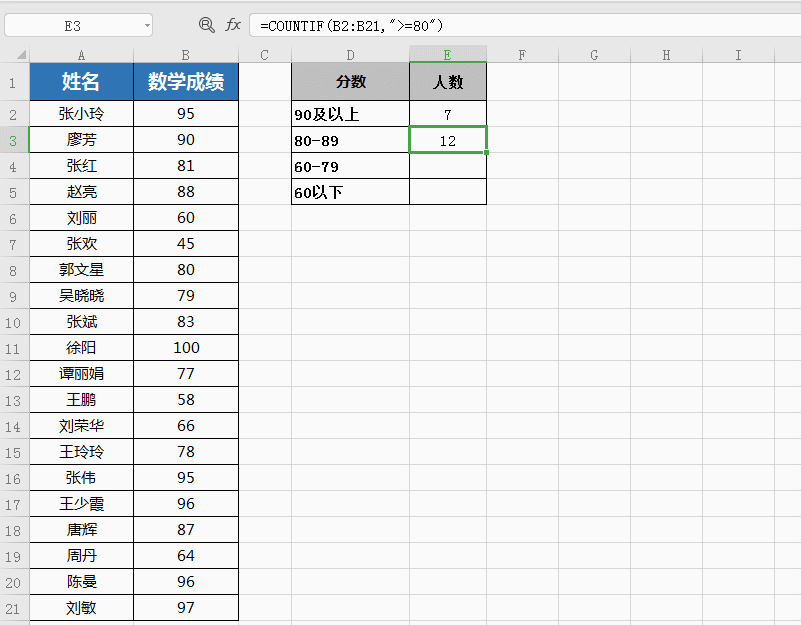 E3 fx =COUNTIF(B2:B21,">=80")
A B C D E F G H I
1 姓名 数学成绩 分数 人数
2 张小玲 95 90及以上 7
3 廖芳 90 80-89 12
4 张红 81 60-79
5 赵亮 88 60以下
6 刘丽 60
7 张欢 45
8 郭文星 80
9 吴晓晓 79
10 张斌 83
11 徐阳 100
12 谭丽娟 77
13 王鹏 58
14 刘荣华 66
15 王玲玲 78
16 张伟 95
17 王少霞 96
18 唐辉 87
19 周丹 64
20 陈曼 96
21 刘敏 97